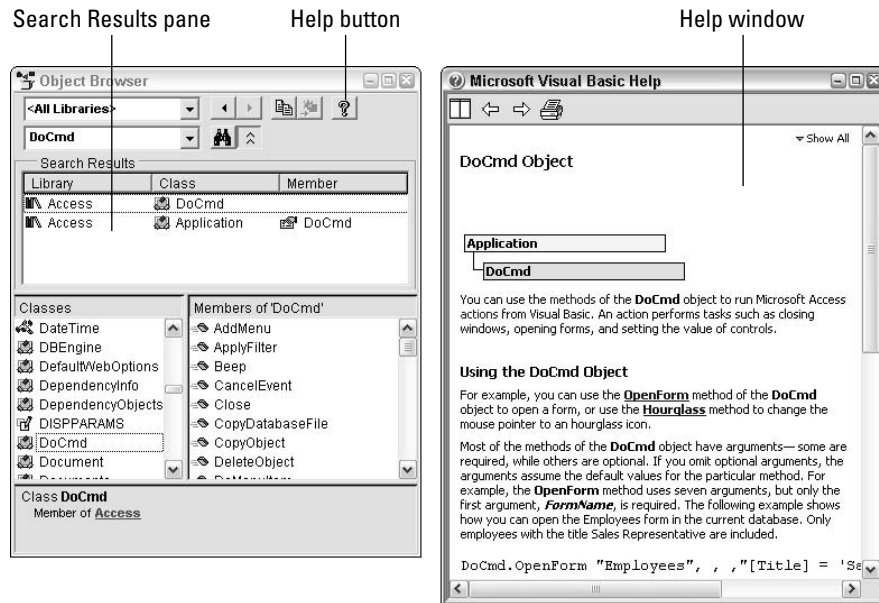 Search Results pane
Help button
Help window
Object Browser
<All Libraries>
DoCmd
Search Results
Library Class Member
Access DoCmd
Access Application DoCmd
Classes
DateTime
DBEngine
DefaultWebOptions
DependencyInfo
DependencyObjects
DISPPARAMS
DoCmd
Document
Members of 'DoCmd'
AddMenu
ApplyFilter
Beep
CancelEvent
Close
CopyDatabaseFile
CopyObject
DeleteObject
Class DoCmd
Member of Access
Microsoft Visual Basic Help
Show All
DoCmd Object
Application
DoCmd
You can use the methods of the DoCmd object to run Microsoft Access
actions from Visual Basic. An action performs tasks such as closing
windows, opening forms, and setting the value of controls.
Using the DoCmd Object
For example, you can use the OpenForm method of the DoCmd
object to open a form, or use the Hourglass method to change the
mouse pointer to an hourglass icon.
Most of the methods of the DoCmd object have arguments— some are
required, while others are optional. If you omit optional arguments, the
arguments assume the default values for the particular method. For
example, the OpenForm method uses seven arguments, but only the
first argument, FormName, is required. The following example shows
how you can open the Employees form in the current database. Only
employees with the title Sales Representative are included.
DoCmd.OpenForm "Employees", , ,"[Title] = 'Sa